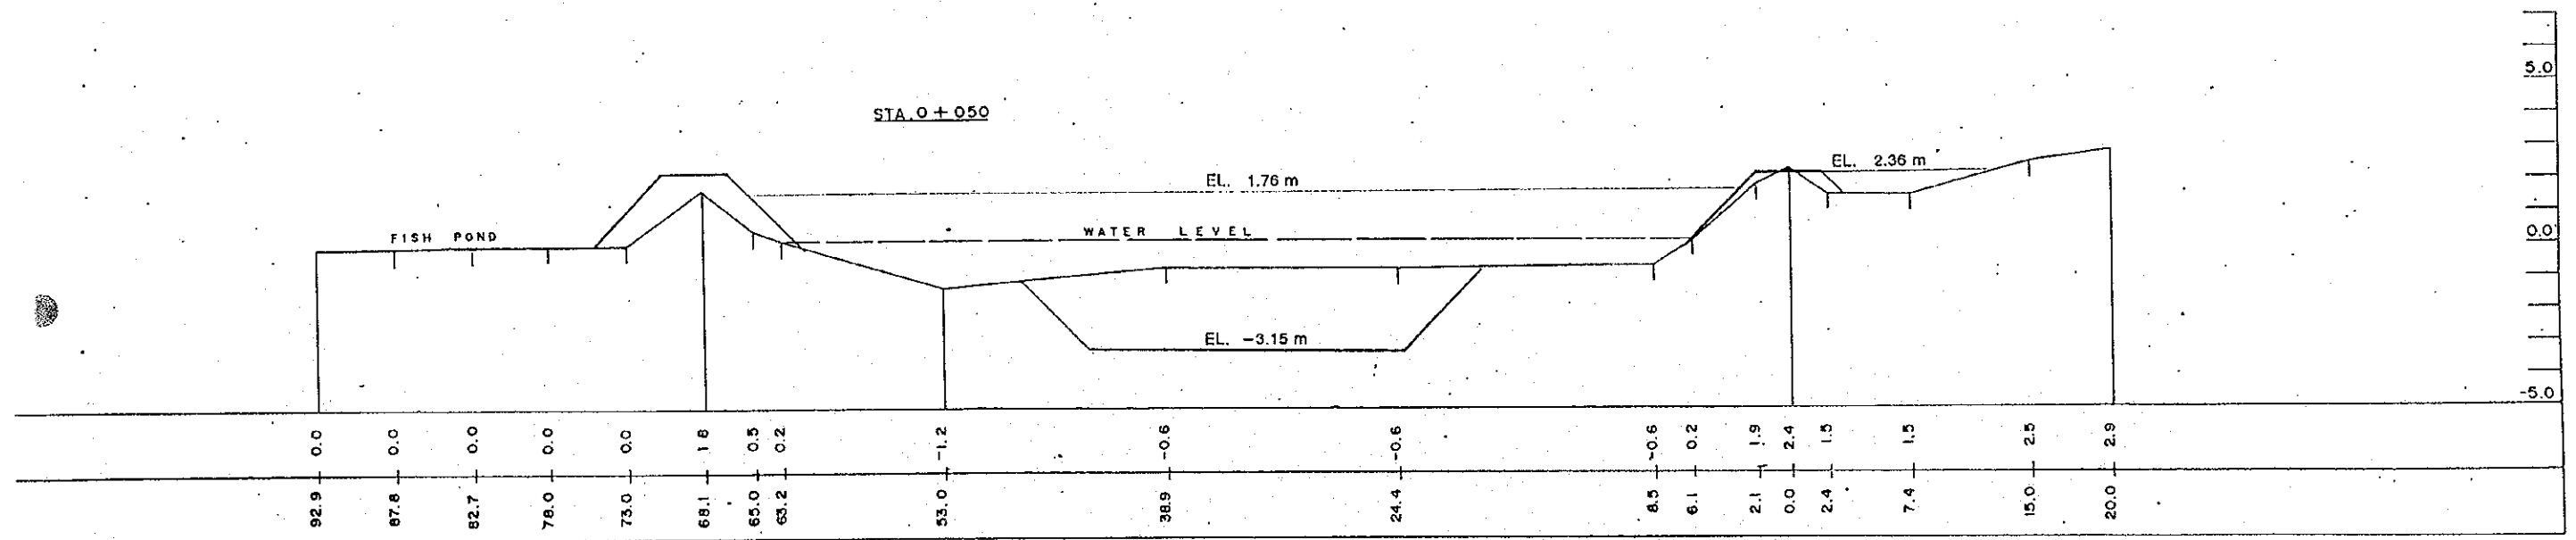 5.0
STA. 0 + 050
EL. 2.36 m
EL. 1.76 m
FISH POND
WATER LEVEL
0.0
EL. -3.15 m
-5.0
0.0 0.0 0.0 0.0 0.0 1.8 0.5 0.2 -1.2 -0.6 -0.6 -0.6 0.2 1.9 2.4 1.5 1.5 2.5 2.9
92.9 87.8 82.7 78.0 73.0 68.1 65.0 63.2 53.0 38.9 24.4 8.5 6.1 2.1 0.0 2.4 7.4 15.0 20.0